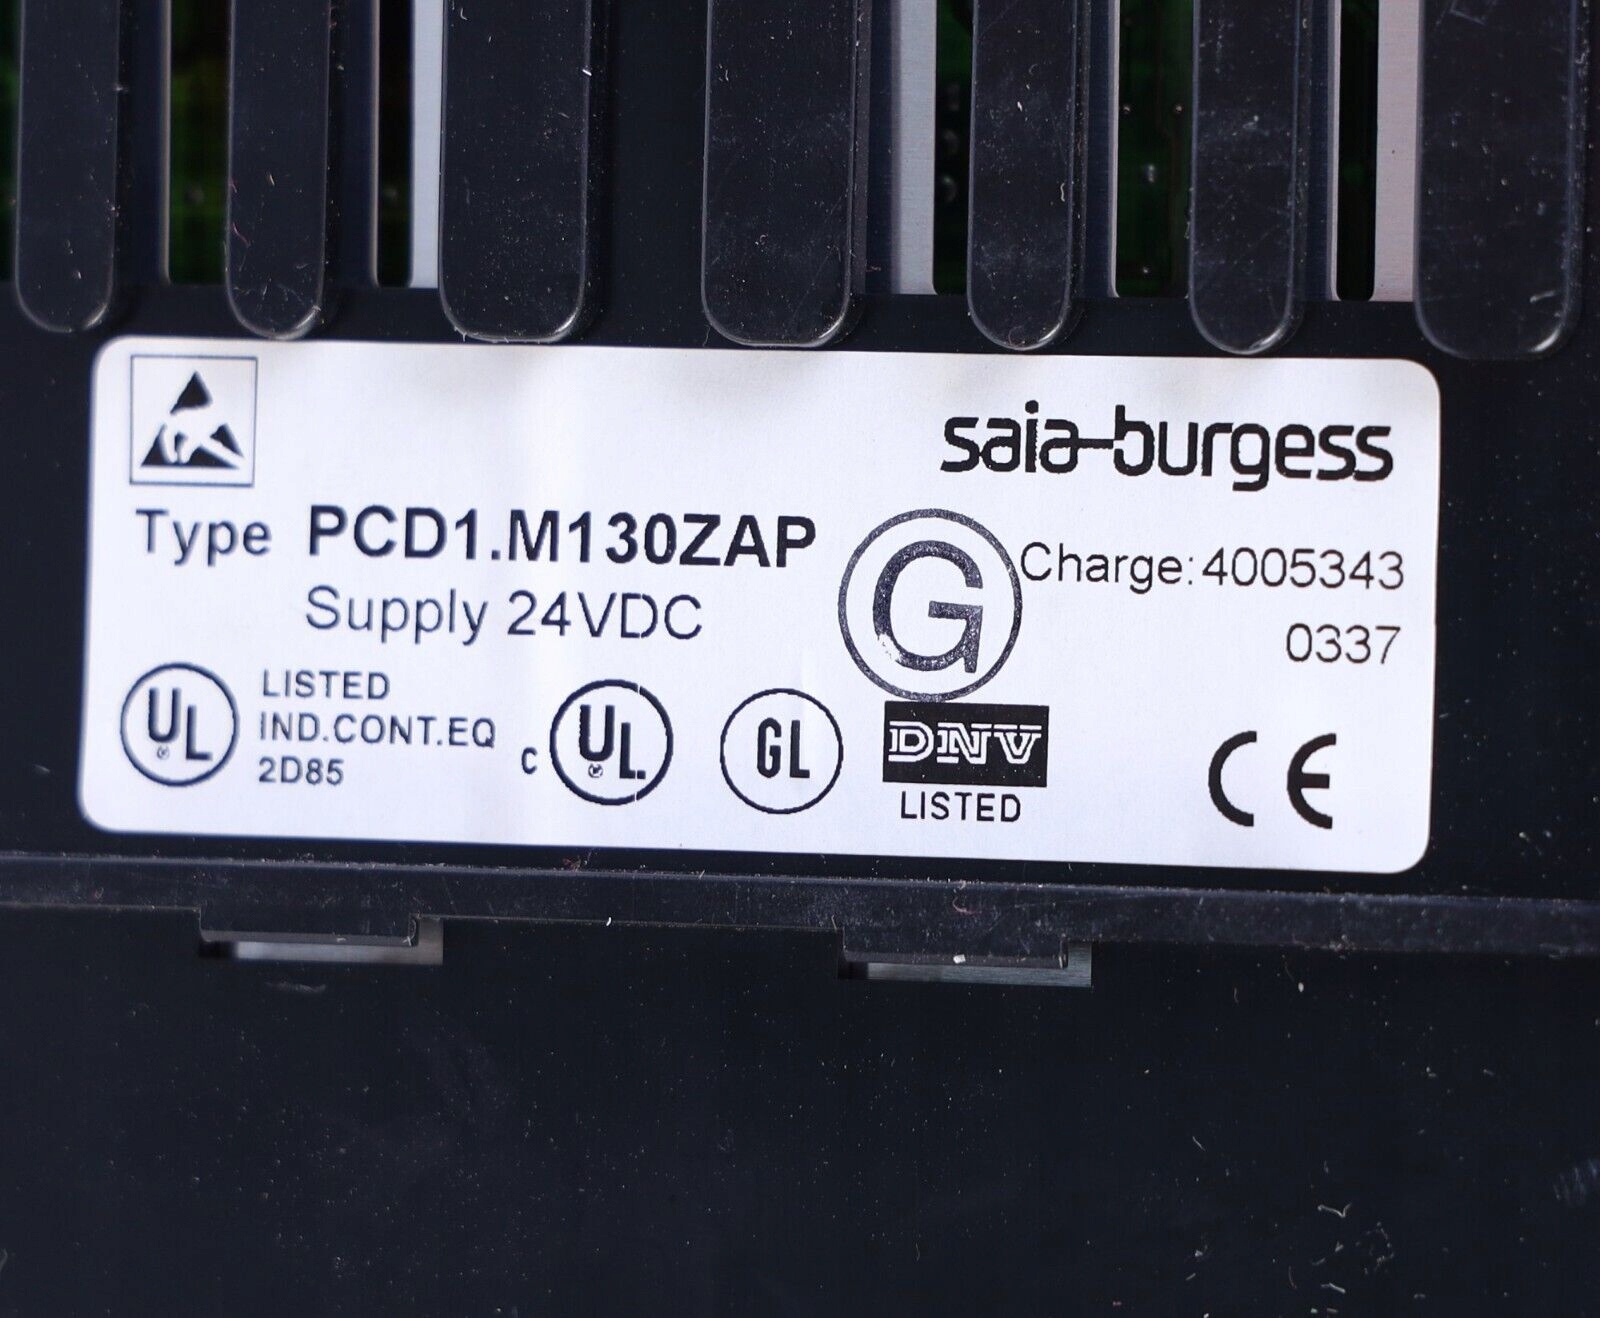 saia-burgess
Type PCD1.M130ZAP
Supply 24VDC
G
Charge: 4005343
0337
UL
LISTED
IND.CONT.EQ
2D85
c UL
GL
DNV
LISTED
CE